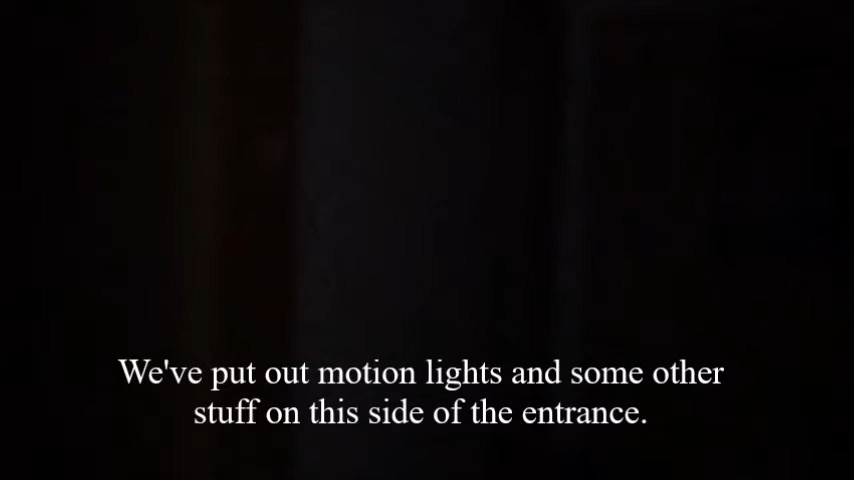 We've put out motion lights and some other
stuff on this side of the entrance.